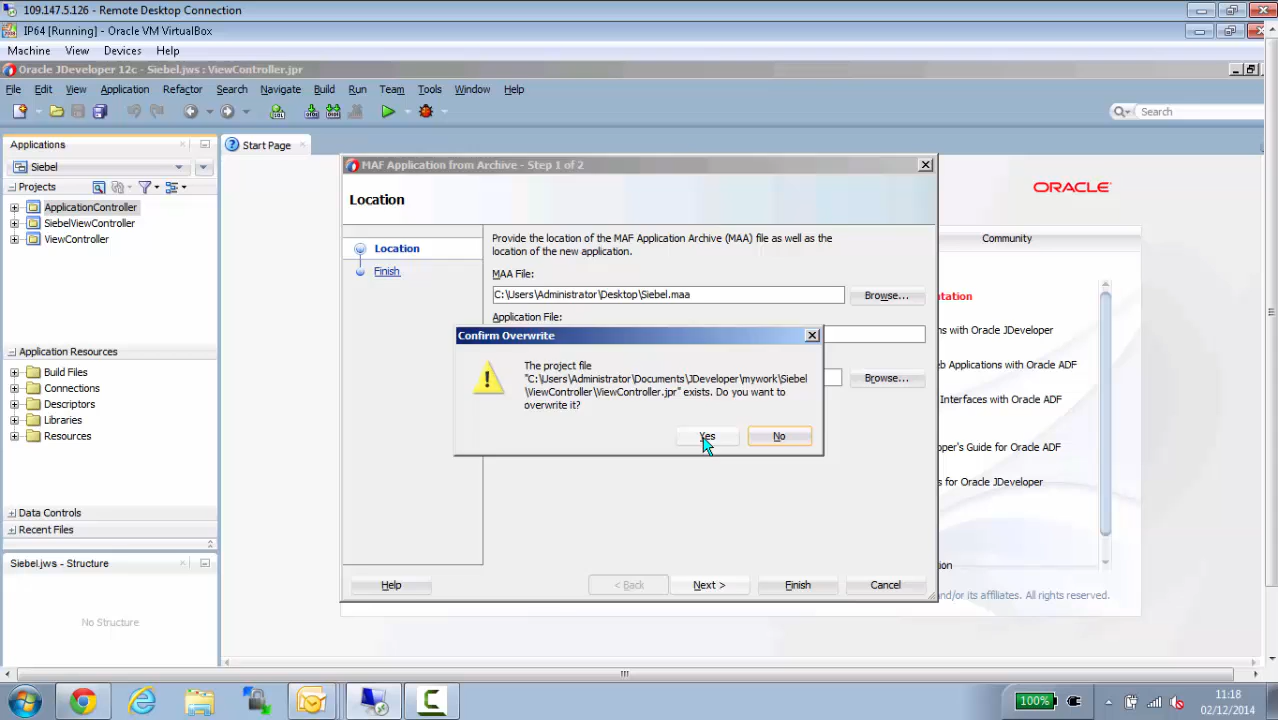 109.147.5.126 - Remote Desktop Connection
IP64 [Running] - Oracle VM VirtualBox
Machine View Devices Help
Oracle JDeveloper 12c - Siebel.jws : ViewController.jpr
File Edit View Application Refactor Search Navigate Build Run Team Tools Window Help
Search
Applications
Start Page
Siebel
Projects
ApplicationController
SiebelViewController
ViewController
Application Resources
Build Files
Connections
Descriptors
Libraries
Resources
Data Controls
Recent Files
Siebel.jws - Structure
No Structure
MAF Application from Archive - Step 1 of 2
Location
Location
Finish
Provide the location of the MAF Application Archive (MAA) file as well as the
location of the new application.
MAA File:
C:\Users\Administrator\Desktop\Siebel.maa
Browse...
Application File:
Browse...
Confirm Overwrite
The project file
"C:\Users\Administrator\Documents\JDeveloper\mywork\Siebel
\ViewController\ViewController.jpr" exists. Do you want to
overwrite it?
Yes
No
Help
< Back
Next >
Finish
Cancel
ORACLE
Community
ntation
ns with Oracle JDeveloper
eb Applications with Oracle ADF
Interfaces with Oracle ADF
per's Guide for Oracle ADF
s for Oracle JDeveloper
on
and/or its affiliates. All rights reserved.
100%
11:18
02/12/2014